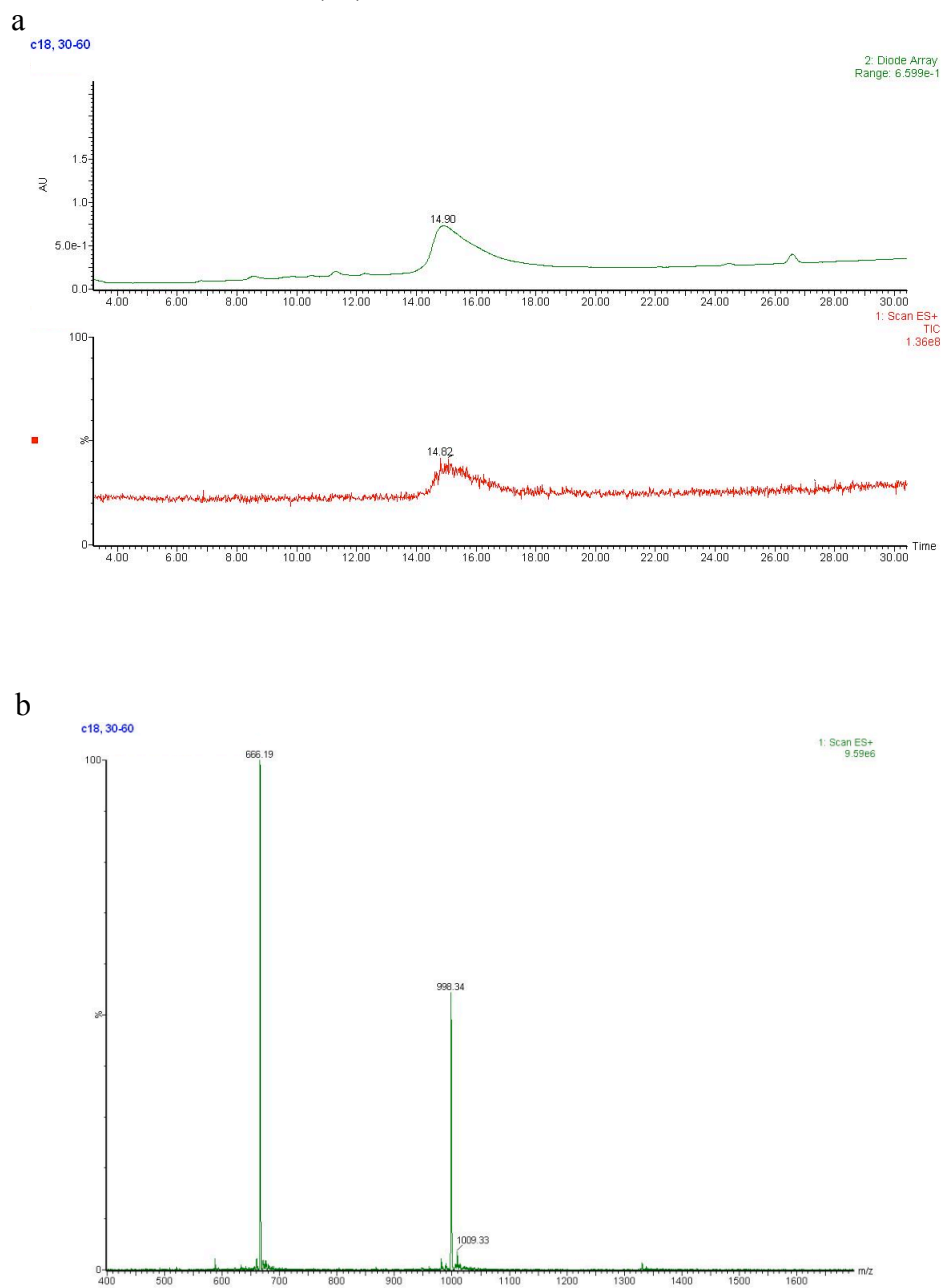 a
c18, 30-60
2: Diode Array
Range: 6.599e-1
AU
1.5
1.0
5.0e-1
0.0
14.90
4.00 6.00 8.00 10.00 12.00 14.00 16.00 18.00 20.00 22.00 24.00 26.00 28.00 30.00
1: Scan ES+
TIC
1.36e8
100
%
0
14.82
4.00 6.00 8.00 10.00 12.00 14.00 16.00 18.00 20.00 22.00 24.00 26.00 28.00 30.00
Time
b
c18, 30-60
1: Scan ES+
9.59e6
100
%
0
666.19
998.34
1009.33
400 500 600 700 800 900 1000 1100 1200 1300 1400 1500 1600
m/z